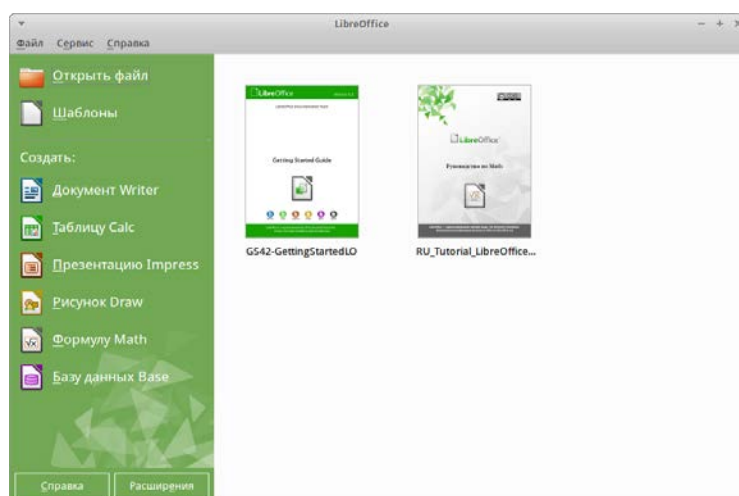 LibreOffice
Файл Сервис Справка
Открыть файл
Шаблоны
Создать:
Документ Writer
Таблицу Calc
Презентацию Impress
Рисунок Draw
Формулу Math
Базу данных Base
Справка Расширения
LibreOffice
Getting Started Guide
GS42-GettingStartedLO
LibreOffice
Руководство по Math
RU_Tutorial_LibreOffice...